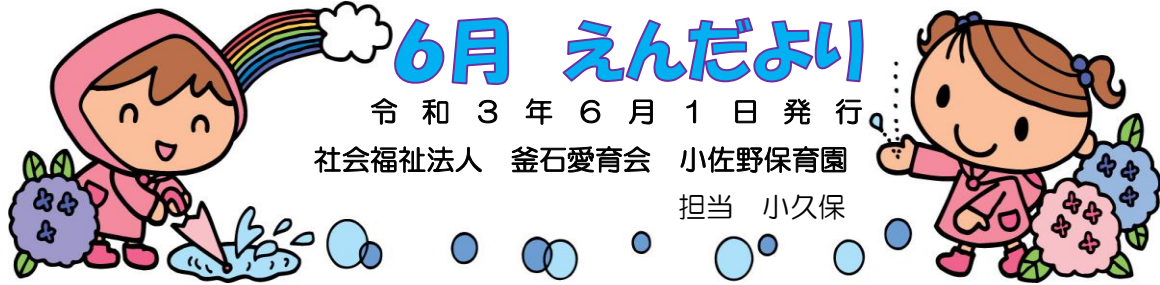 6月　えんだより
令和3年6月1日発行
社会福祉法人　釜石愛育会　小佐野保育園
担当　小久保